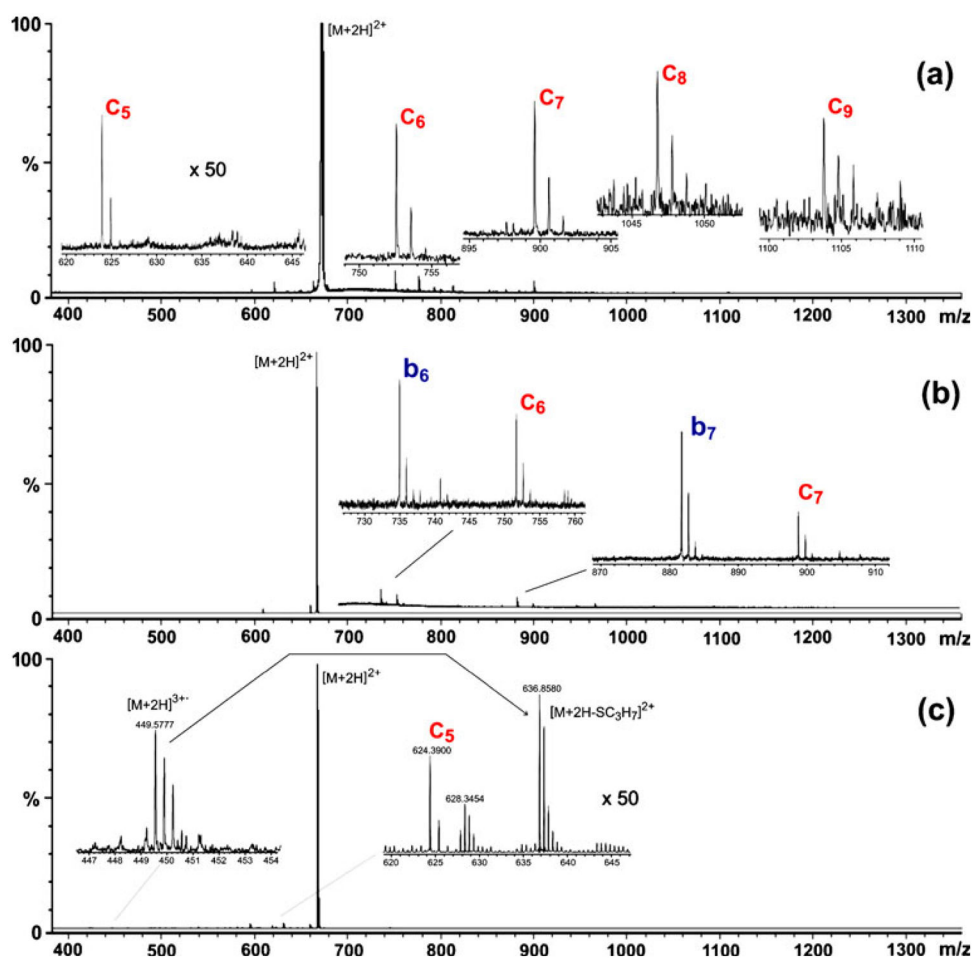 100
[M+2H]2+
(a)
C5
C6
C7
C8
C9
x 50
%
620 625 630 635 640 645
750 755
895 900 905
1045 1050
1100 1105 1110
0
400 500 600 700 800 900 1000 1100 1200 1300 m/z
100
[M+2H]2+
(b)
b6
C6
b7
C7
%
730 735 740 745 750 755 760
870 880 890 900 910
0
400 500 600 700 800 900 1000 1100 1200 1300 m/z
100
[M+2H]2+
(c)
[M+2H]3+·
449.5777
636.8580
[M+2H-SC3H7]2+
C5
624.3900
628.3454
x 50
%
447 448 449 450 451 452 453 454
620 625 630 635 640 645
0
400 500 600 700 800 900 1000 1100 1200 1300 m/z